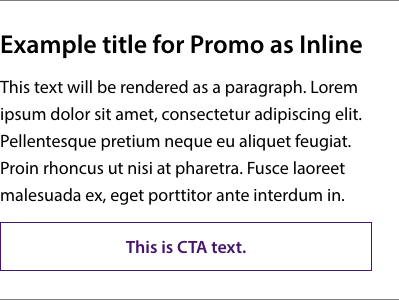 Example title for Promo as Inline
This text will be rendered as a paragraph. Lorem
ipsum dolor sit amet, consectetur adipiscing elit.
Pellentesque pretium neque eu aliquet feugiat.
Proin rhoncus ut nisi at pharetra. Fusce laoreet
malesuada ex, eget porttitor ante interdum in.
This is CTA text.